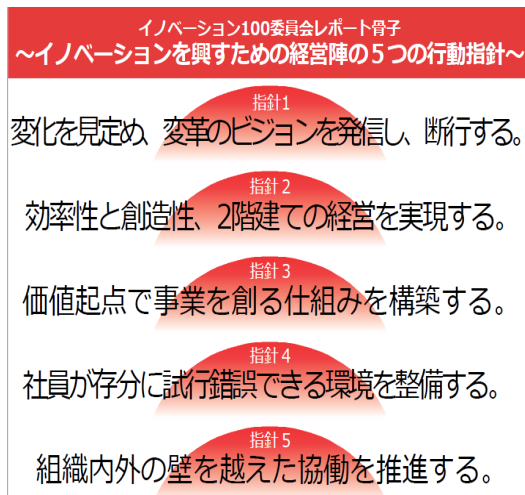 イノベーション100委員会レポート骨子
～イノベーションを興すための経営陣の５つの行動指針～
指針1
変化を見定め、変革のビジョンを発信し、断行する。
指針２
効率性と創造性、2階建ての経営を実現する。
指針３
価値起点で事業を創る仕組みを構築する。
指針４
社員が存分に試行錯誤できる環境を整備する。
指針５
組織内外の壁を越えた協働を推進する。